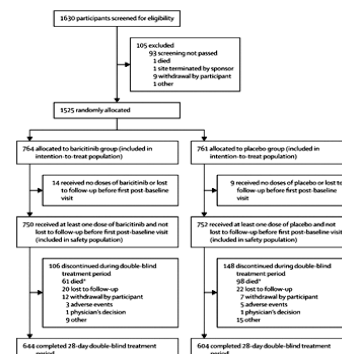 1630 participants screened for eligibility
105 excluded
93 screening not passed
1 died
1 site terminated by sponsor
9 withdrawal by participant
1 other
1525 randomly allocated
764 allocated to baricitinib group (included in
intention-to-treat population)
761 allocated to placebo group (included in
intention-to-treat population)
14 received no doses of baricitinib or lost
to follow-up before first post-baseline
visit
9 received no doses of placebo or lost to
follow-up before first post-baseline
visit
750 received at least one dose of baricitinib and not
lost to follow-up before first post-baseline visit
(included in safety population)
752 received at least one dose of placebo and not
lost to follow-up before first post-baseline visit
(included in safety population)
106 discontinued during double-blind
treatment period
61 died*
20 lost to follow-up
12 withdrawal by participant
3 adverse events
1 physician's decision
9 other
148 discontinued during double-blind
treatment period
98 died*
22 lost to follow-up
7 withdrawal by participant
5 adverse events
1 physician's decision
15 other
644 completed 28-day double-blind treatment
period
604 completed 28-day double-blind treatment
period